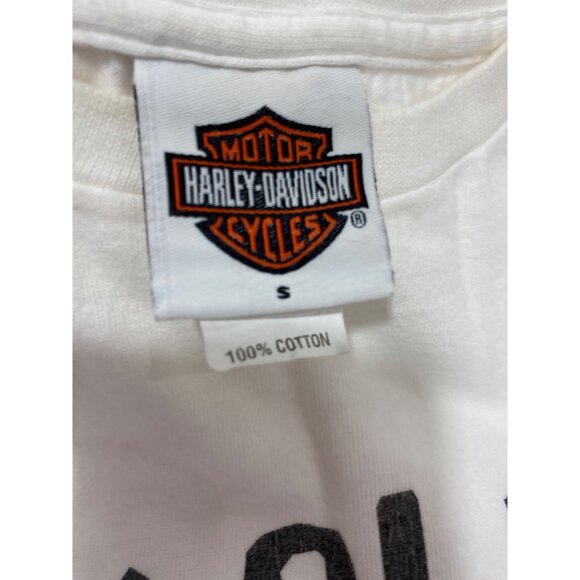 MOTOR
HARLEY-DAVIDSON
CYCLES
®
S
100% COTTON